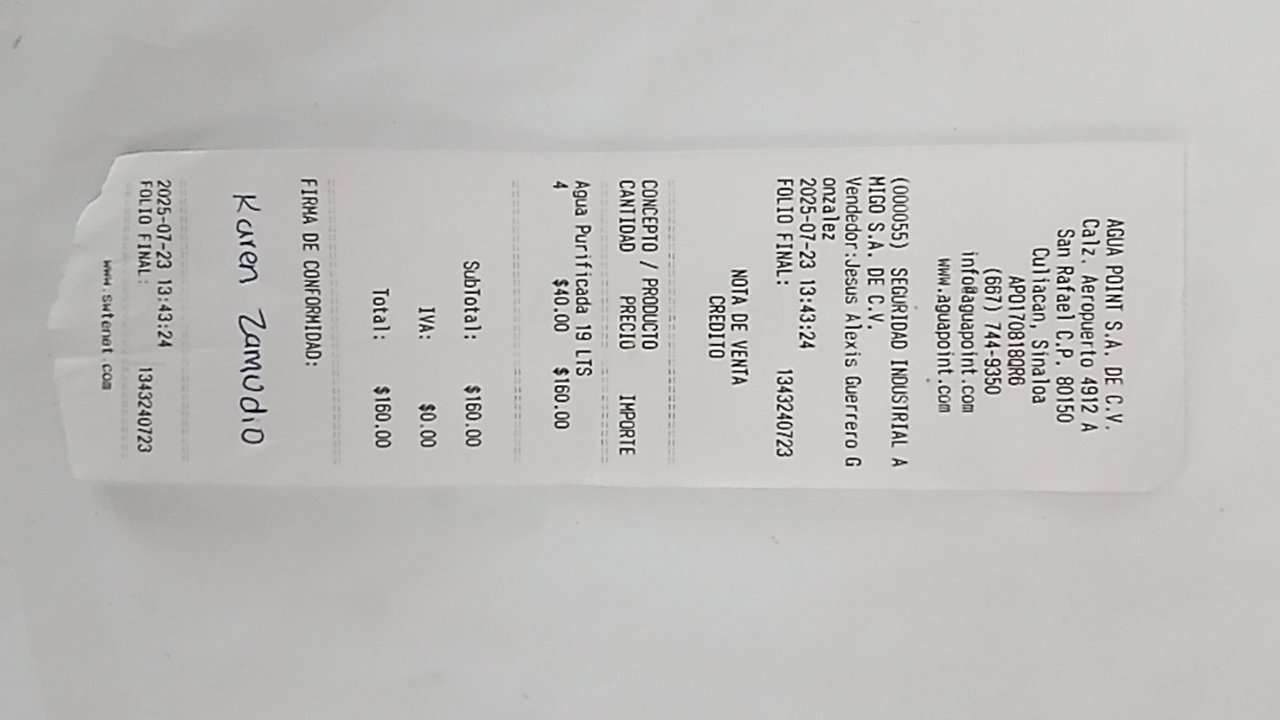 AGUA POINT S.A. DE C.V.
Calz. Aeropuerto 4912 A
San Rafael C.P. 80150
Culiacan, Sinaloa
APO170818QR6
(667) 744-9350
info@aguapoint.com
www.aguapoint.com
(000055) SEGURIDAD INDUSTRIAL A
MIGO S.A. DE C.V.
Vendedor:Jesus Alexis Guerrero G
onzalez
2025-07-23 13:43:24
FOLIO FINAL: 1343240723
NOTA DE VENTA
CREDITO
CONCEPTO / PRODUCTO
CANTIDAD PRECIO IMPORTE
Agua Purificada 19 LTS
4 $40.00 $160.00
SubTotal: $160.00
IVA: $0.00
Total: $160.00
FIRMA DE CONFORMIDAD:
Karen Zamudio
2025-07-23 13:43:24
FOLIO FINAL: 1343240723
www.swtenet.com